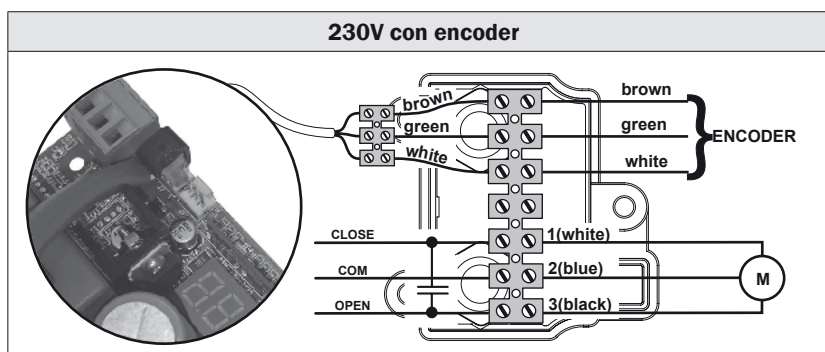 230V con encoder
brown
brown
green
green
ENCODER
white
white
CLOSE
1(white)
COM
2(blue)
M
OPEN
3(black)